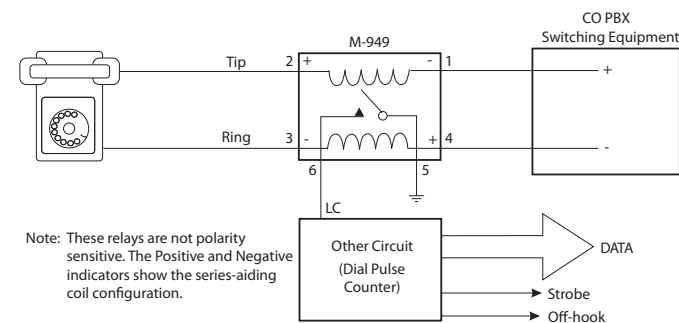 CO PBX
Switching Equipment
M-949
Tip
2
+
-
1
+
Ring
3
-
+
4
-
6
5
LC
Note: These relays are not polarity
sensitive. The Positive and Negative
indicators show the series-aiding
coil configuration.
Other Circuit
(Dial Pulse
Counter)
DATA
Strobe
Off-hook